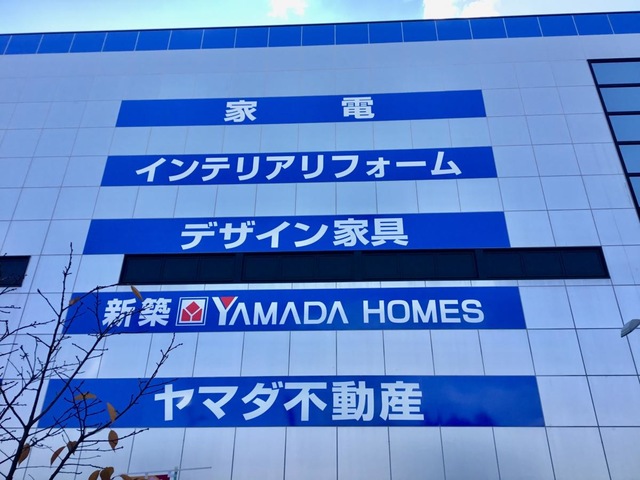 家電
インテリアリフォーム
デザイン家具
新築 YAMADA HOMES
ヤマダ不動産